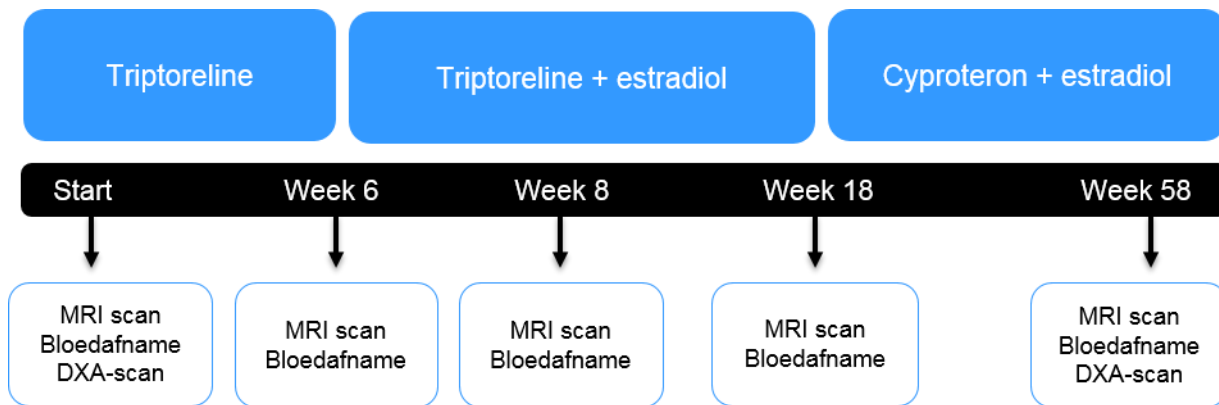 Triptoreline
Triptoreline + estradiol
Cyproteron + estradiol
Start
Week 6
Week 8
Week 18
Week 58
MRI scan
Bloedafname
DXA-scan
MRI scan
Bloedafname
MRI scan
Bloedafname
MRI scan
Bloedafname
MRI scan
Bloedafname
DXA-scan